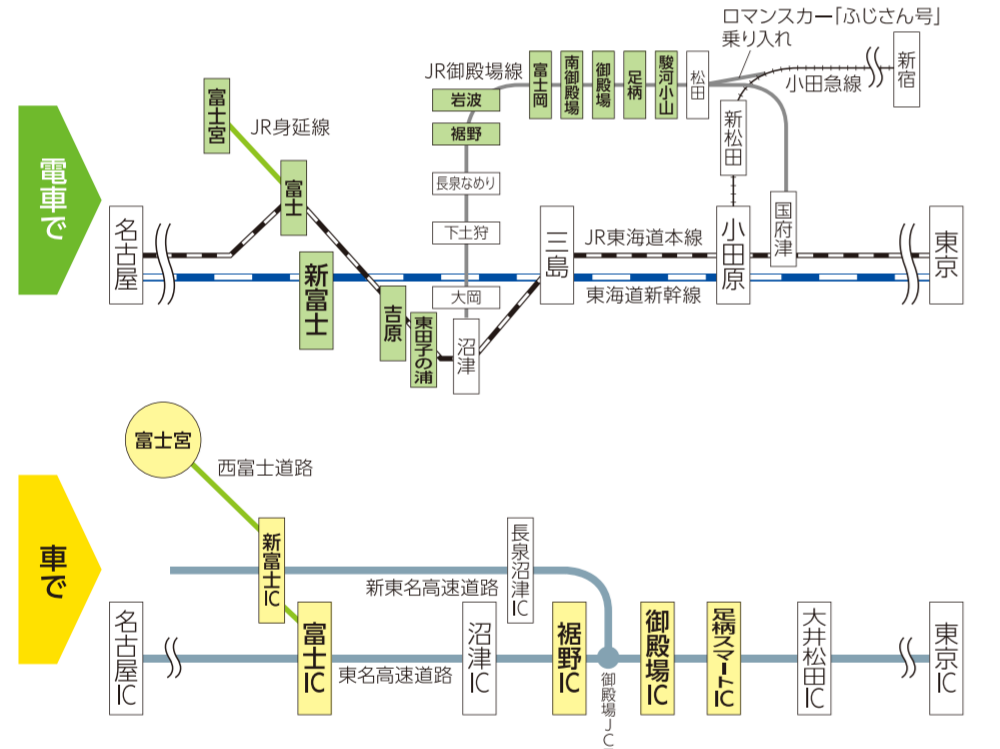 電車で
ロマンスカー「ふじさん号」
乗り入れ
小田急線
新宿
JR御殿場線
富士岡
南御殿場
御殿場
足柄
駿河小山
松田
新松田
岩波
裾野
長泉なめり
下土狩
大岡
沼津
富士宮
JR身延線
富士
名古屋
新富士
吉原
東田子の浦
三島
JR東海道本線
東海道新幹線
小田原
国府津
東京
車で
富士宮
西富士道路
新富士IC
長泉沼津IC
新東名高速道路
名古屋IC
富士IC
東名高速道路
沼津IC
裾野IC
御殿場JC
御殿場IC
足柄スマートIC
大井松田IC
東京IC